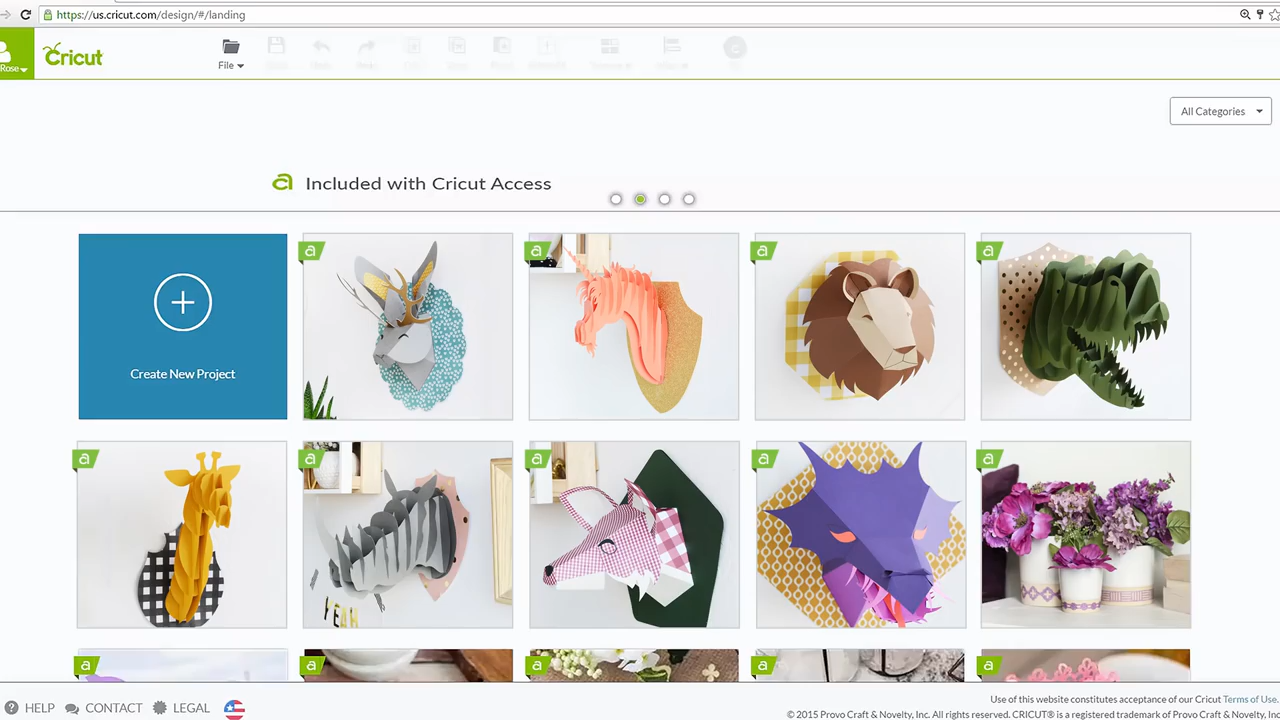 https://us.cricut.com/design/#/landing
Rose
Cricut
File
All Categories
a Included with Cricut Access
Create New Project
a
a
a
a
a
a
a
a
YEAH
a
a
a
a
a
HELP CONTACT LEGAL
Use of this website constitutes acceptance of our Cricut Terms of Use.
© 2015 Provo Craft & Novelty, Inc. All rights reserved. CRICUT® is a registered trademark of Provo Craft & Novelty, Inc